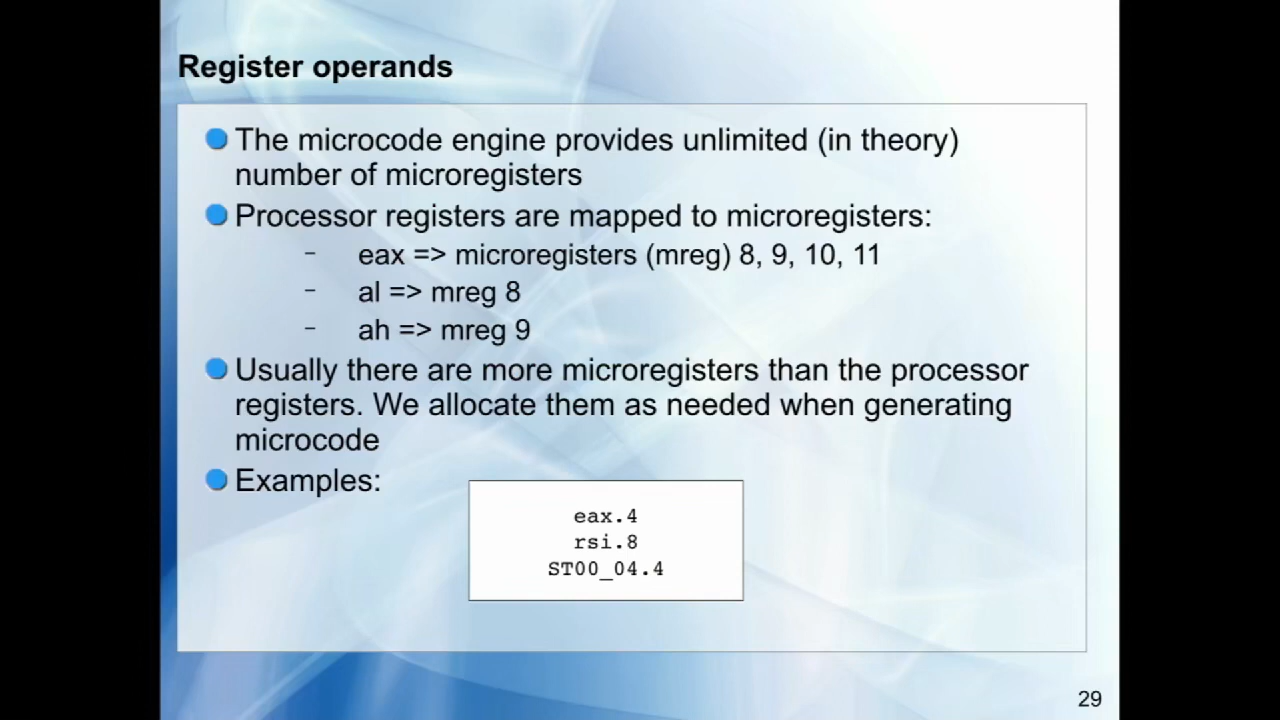 Register operands
The microcode engine provides unlimited (in theory)
number of microregisters
Processor registers are mapped to microregisters:
– eax => microregisters (mreg) 8, 9, 10, 11
– al => mreg 8
– ah => mreg 9
Usually there are more microregisters than the processor
registers. We allocate them as needed when generating
microcode
Examples:
eax.4
rsi.8
ST00_04.4
29